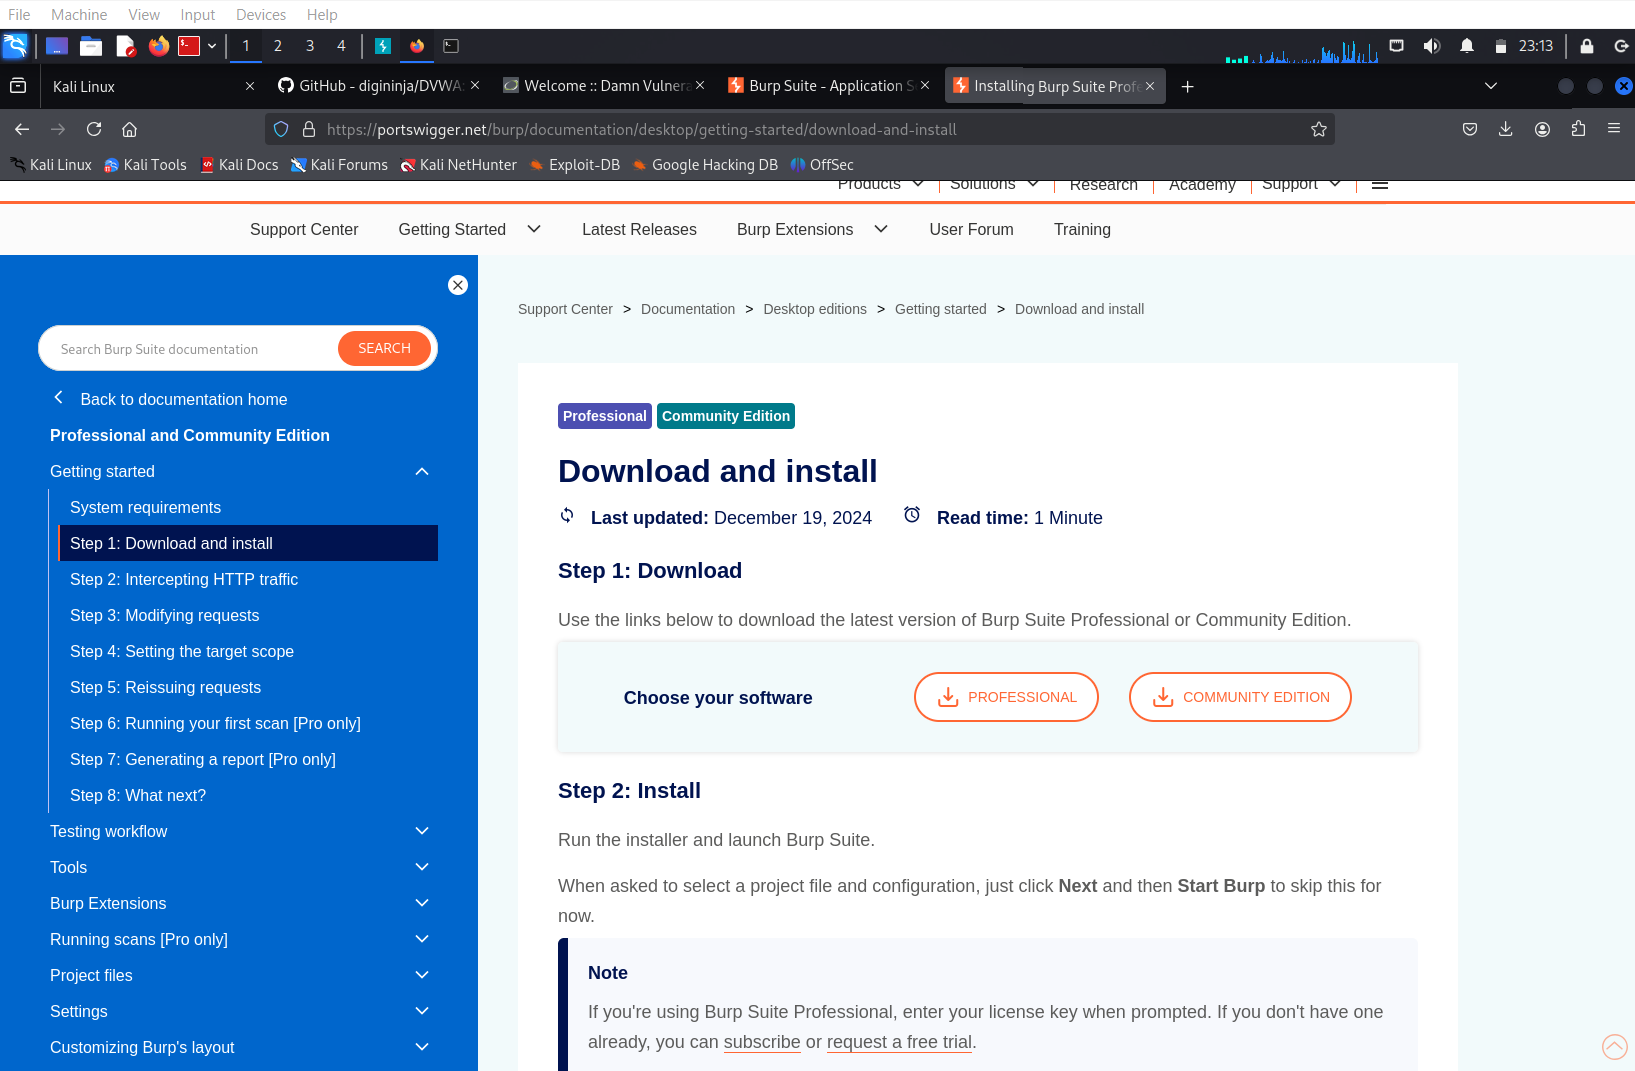 File Machine View Input Devices Help
1 2 3 4 23:13
Kali Linux GitHub - digininja/DVWA: Welcome :: Damn Vulnera Burp Suite - Application S Installing Burp Suite Profe
https://portswigger.net/burp/documentation/desktop/getting-started/download-and-install
Kali Linux Kali Tools Kali Docs Kali Forums Kali NetHunter Exploit-DB Google Hacking DB OffSec
Products Solutions Research Academy Support
Support Center Getting Started Latest Releases Burp Extensions User Forum Training
Support Center > Documentation > Desktop editions > Getting started > Download and install
Search Burp Suite documentation SEARCH
Back to documentation home
Professional and Community Edition
Getting started
System requirements
Step 1: Download and install
Step 2: Intercepting HTTP traffic
Step 3: Modifying requests
Step 4: Setting the target scope
Step 5: Reissuing requests
Step 6: Running your first scan [Pro only]
Step 7: Generating a report [Pro only]
Step 8: What next?
Testing workflow
Tools
Burp Extensions
Running scans [Pro only]
Project files
Settings
Customizing Burp's layout
Professional Community Edition
Download and install
Last updated: December 19, 2024 Read time: 1 Minute
Step 1: Download
Use the links below to download the latest version of Burp Suite Professional or Community Edition.
Choose your software PROFESSIONAL COMMUNITY EDITION
Step 2: Install
Run the installer and launch Burp Suite.
When asked to select a project file and configuration, just click Next and then Start Burp to skip this for
now.
Note
If you're using Burp Suite Professional, enter your license key when prompted. If you don't have one
already, you can subscribe or request a free trial.